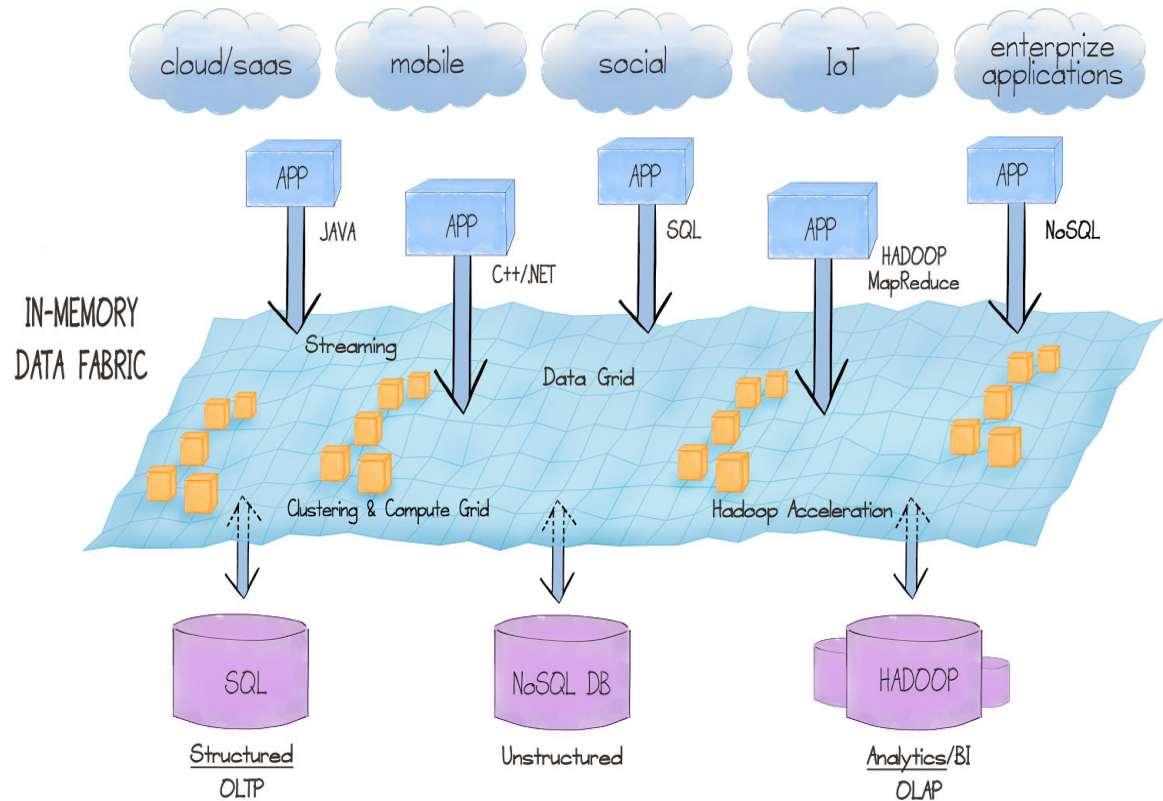 cloud/saas
mobile
social
IoT
enterprize
applications
APP
APP
APP
APP
APP
JAVA
C++/.NET
SQL
HADOOP
MapReduce
NoSQL
IN-MEMORY
DATA FABRIC
Streaming
Data Grid
Clustering & Compute Grid
Hadoop Acceleration
SQL
NoSQL DB
HADOOP
Structured
OLTP
Unstructured
Analytics/BI
OLAP